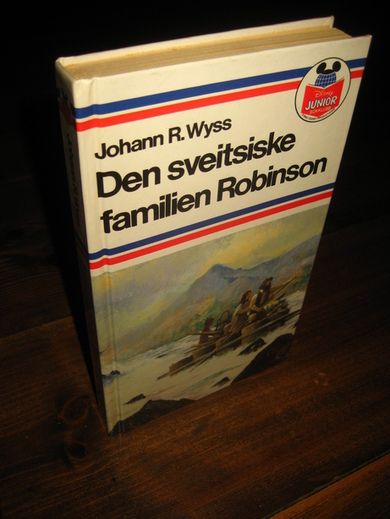 Johann R. Wyss
Den sveitsiske
familien Robinson
Disney
JUNIOR